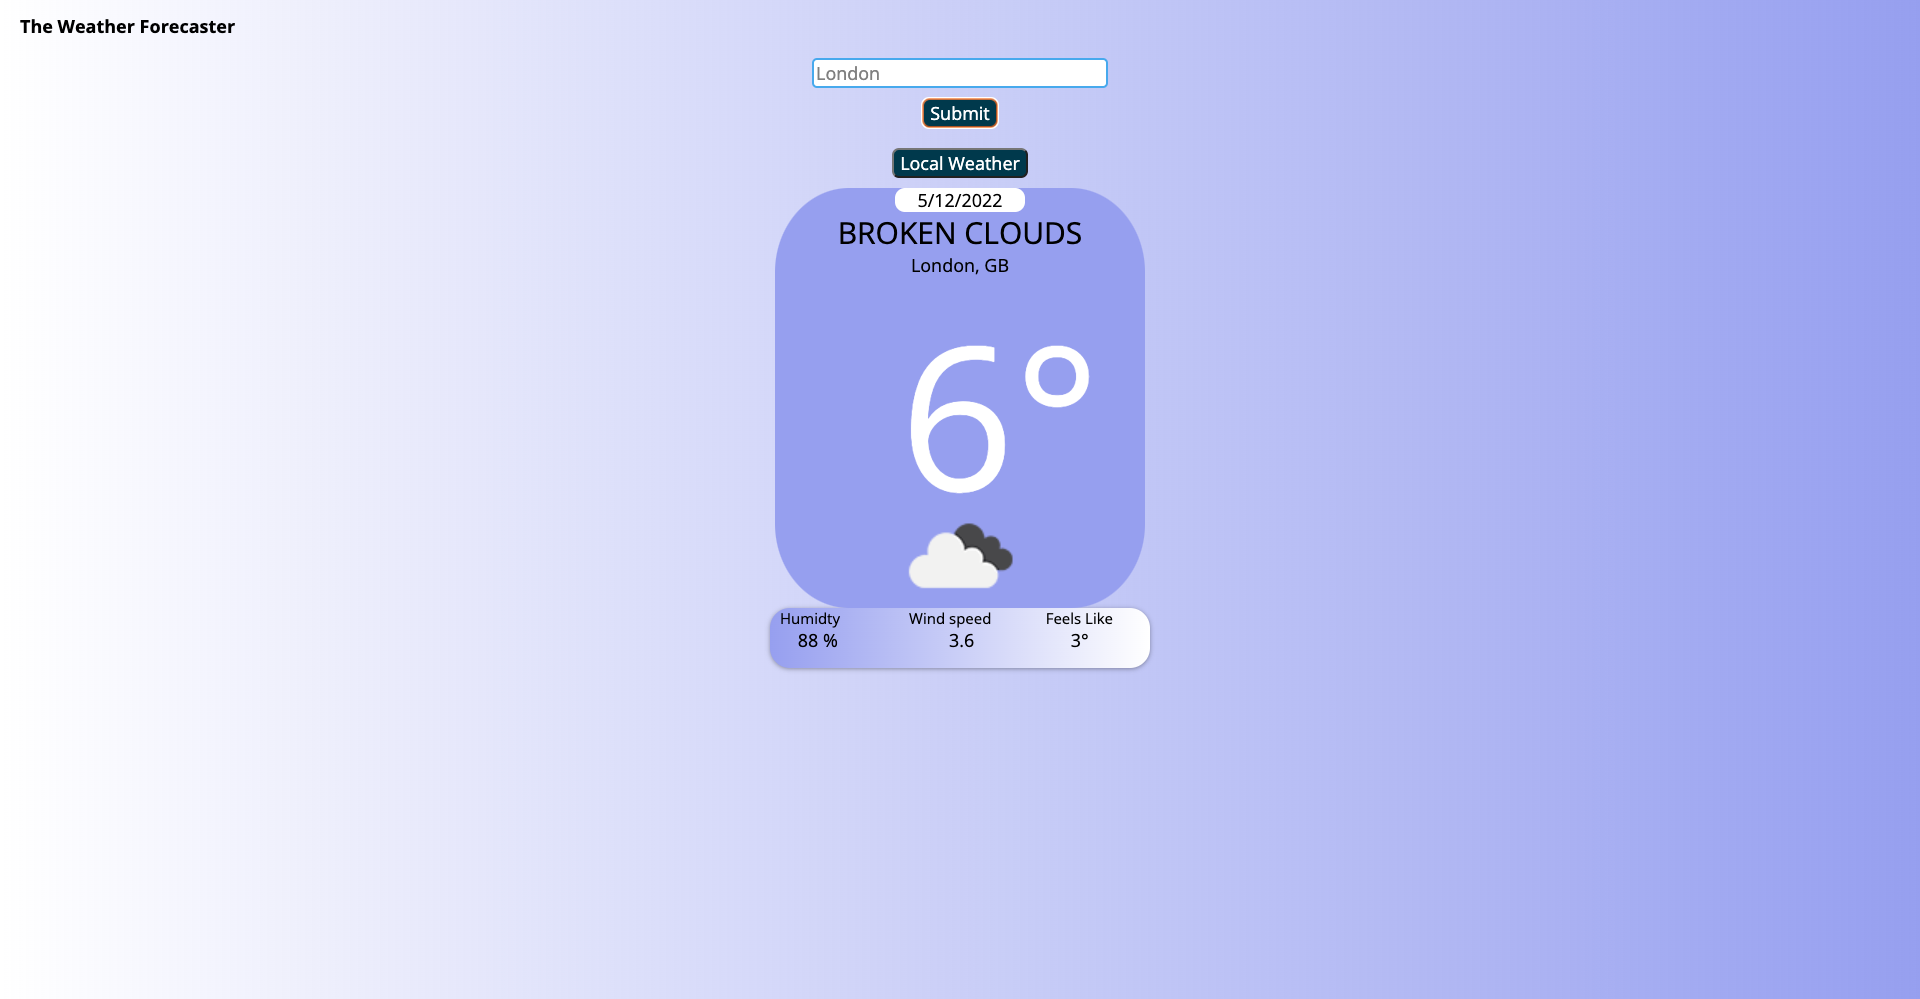 The Weather Forecaster
London
Submit
Local Weather
5/12/2022
BROKEN CLOUDS
London, GB
6°
Humidty Wind speed Feels Like
88 % 3.6 3°